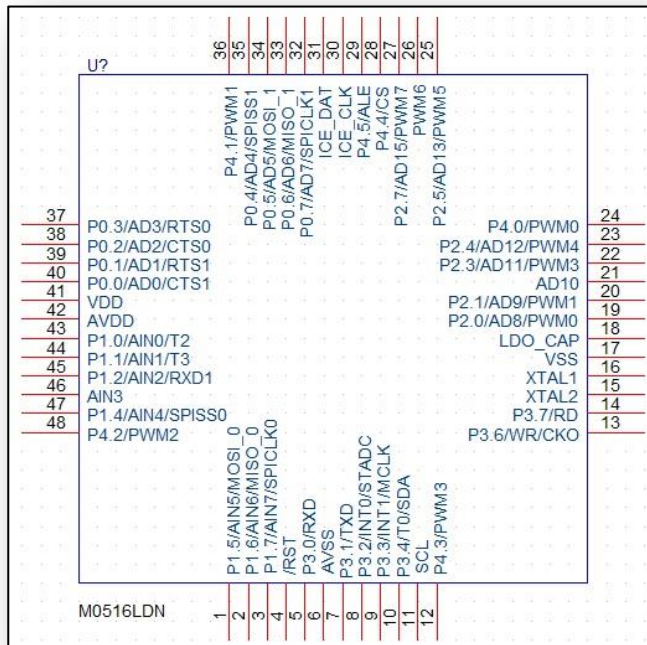 36
35
34
33
32
31
30
29
28
27
26
25
U?
P4.1/PWM1
P0.4/AD4/SPISS1
P0.5/AD5/MOSI_1
P0.6/AD6/MISO_1
P0.7/AD7/SPICLK1
ICE_DAT
ICE_CLK
P4.5/ALE
P4.4/CS
P2.7/AD15/PWM7
PWM6
P2.5/AD13/PWM5
37 P0.3/AD3/RTS0
38 P0.2/AD2/CTS0
39 P0.1/AD1/RTS1
40 P0.0/AD0/CTS1
41 VDD
42 AVDD
43 P1.0/AIN0/T2
44 P1.1/AIN1/T3
45 P1.2/AIN2/RXD1
46 AIN3
47 P1.4/AIN4/SPISS0
48 P4.2/PWM2
P4.0/PWM0 24
P2.4/AD12/PWM4 23
P2.3/AD11/PWM3 22
AD10 21
P2.1/AD9/PWM1 20
P2.0/AD8/PWM0 19
LDO_CAP 18
VSS 17
XTAL1 16
XTAL2 15
P3.7/RD 14
P3.6/WR/CKO 13
P1.5/AIN5/MOSI_0
P1.6/AIN6/MISO_0
P1.7/AIN7/SPICLK0
/RST
P3.0/RXD
AVSS
P3.1/TXD
P3.2/INT0/STADC
P3.3/INT1/MCLK
P3.4/T0/SDA
SCL
P4.3/PWM3
M0516LDN
1
2
3
4
5
6
7
8
9
10
11
12